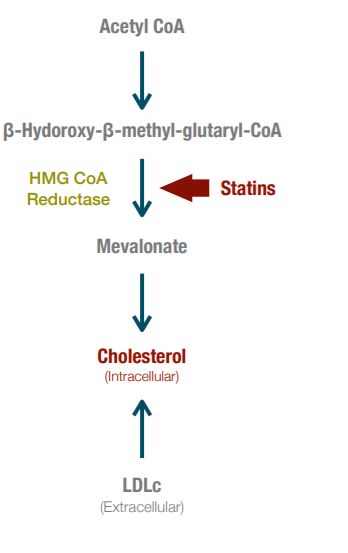 Acetyl CoA
β-Hydoroxy-β-methyl-glutaryl-CoA
HMG CoA
Reductase
Statins
Mevalonate
Cholesterol
(Intracellular)
LDLc
(Extracellular)